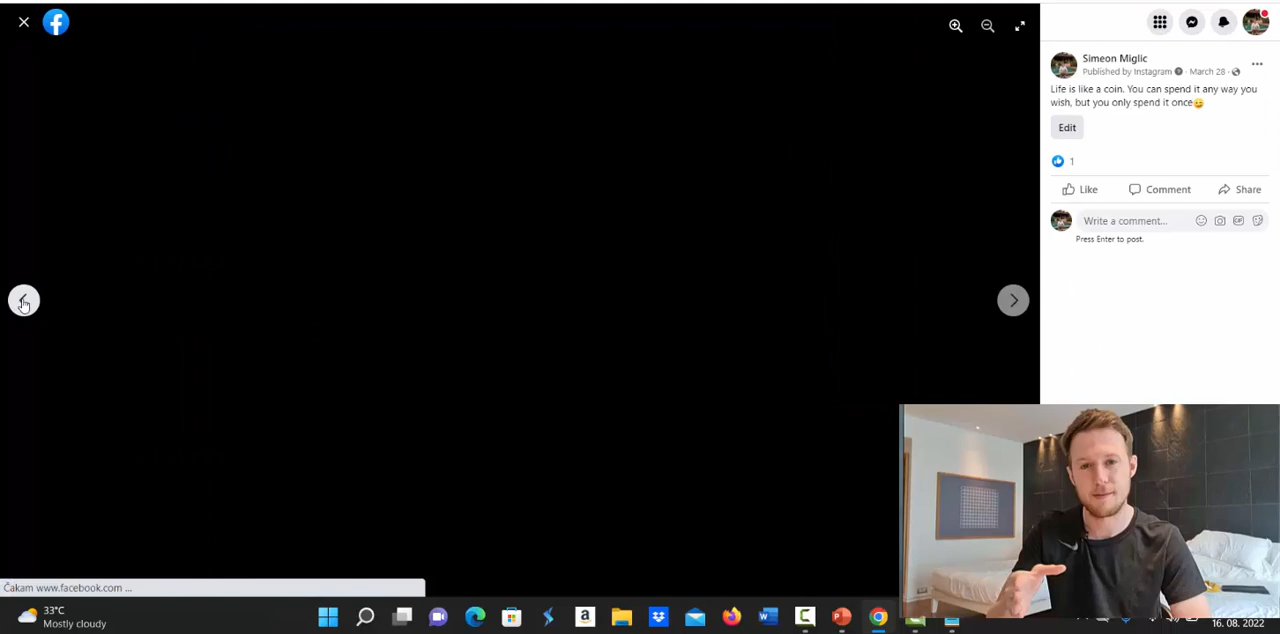 Simeon Miglic
Published by Instagram · March 28 ·
Life is like a coin. You can spend it any way you
wish, but you only spend it once
Edit
1
Like Comment Share
Write a comment...
Press Enter to post.
Čakam www.facebook.com ...
33°C
Mostly cloudy
16. 08. 2022